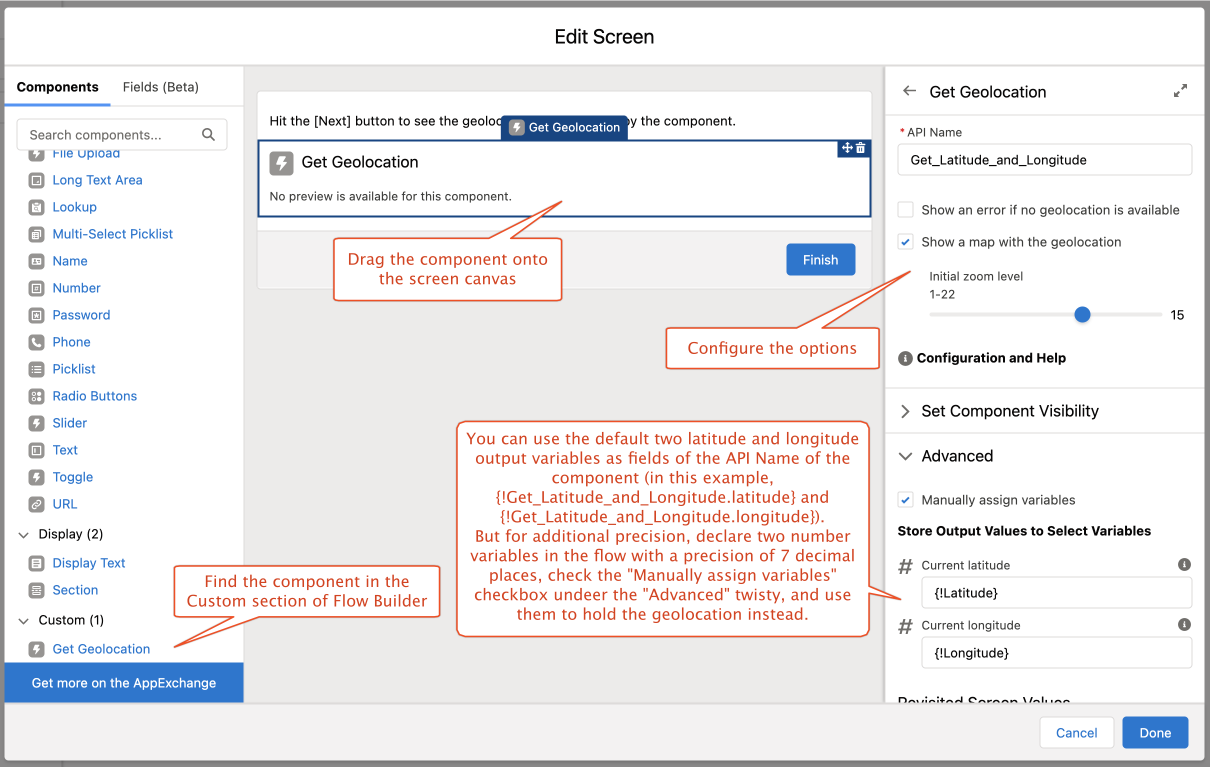 Edit Screen
Components
Fields (Beta)
Search components...
File Upload
Long Text Area
Lookup
Multi-Select Picklist
Name
Number
Password
Phone
Picklist
Radio Buttons
Slider
Text
Toggle
URL
Display (2)
Display Text
Section
Custom (1)
Get Geolocation
Get more on the AppExchange
Find the component in the
Custom section of Flow Builder
Hit the [Next] button to see the geoloc
by the component.
Get Geolocation
Get Geolocation
No preview is available for this component.
Drag the component onto
the screen canvas
Finish
Configure the options
You can use the default two latitude and longitude
output variables as fields of the API Name of the
component (in this example,
{!Get_Latitude_and_Longitude.latitude} and
{!Get_Latitude_and_Longitude.longitude}).
But for additional precision, declare two number
variables in the flow with a precision of 7 decimal
places, check the "Manually assign variables"
checkbox undeer the "Advanced" twisty, and use
them to hold the geolocation instead.
Get Geolocation
* API Name
Get_Latitude_and_Longitude
Show an error if no geolocation is available
Show a map with the geolocation
Initial zoom level
1-22
15
Configuration and Help
Set Component Visibility
Advanced
Manually assign variables
Store Output Values to Select Variables
# Current latitude
{!Latitude}
# Current longitude
{!Longitude}
Revisited Screen Values
Cancel
Done